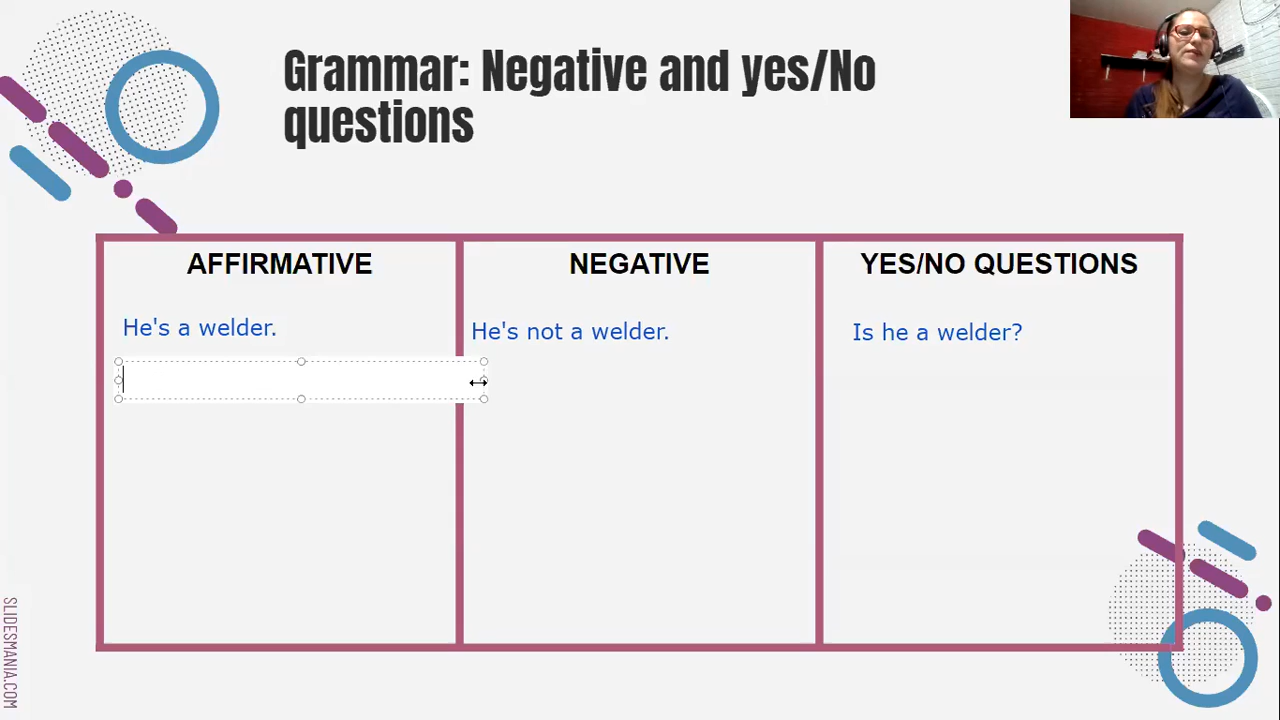 Grammar: Negative and yes/No
questions
AFFIRMATIVE
NEGATIVE
YES/NO QUESTIONS
He's a welder.
He's not a welder.
Is he a welder?
SLIDESMANIA.COM